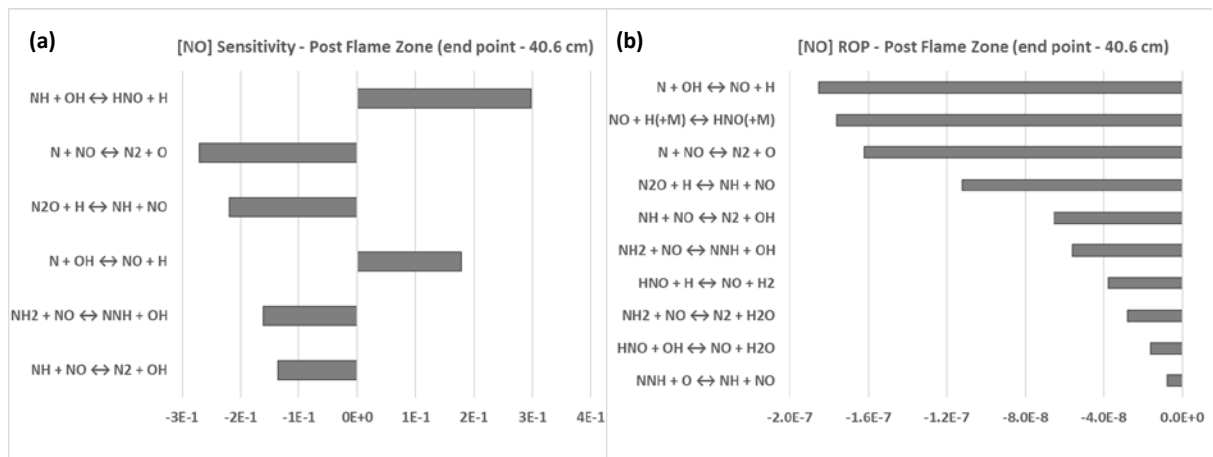 (a)
[NO] Sensitivity - Post Flame Zone (end point - 40.6 cm)
NH + OH ↔ HNO + H
N + NO ↔ N2 + O
N2O + H ↔ NH + NO
N + OH ↔ NO + H
NH2 + NO ↔ NNH + OH
NH + NO ↔ N2 + OH
-3E-1 -2E-1 -1E-1 0E+0 1E-1 2E-1 3E-1 4E-1
(b)
[NO] ROP - Post Flame Zone (end point - 40.6 cm)
N + OH ↔ NO + H
NO + H(+M) ↔ HNO(+M)
N + NO ↔ N2 + O
N2O + H ↔ NH + NO
NH + NO ↔ N2 + OH
NH2 + NO ↔ NNH + OH
HNO + H ↔ NO + H2
NH2 + NO ↔ N2 + H2O
HNO + OH ↔ NO + H2O
NNH + O ↔ NH + NO
-2.0E-7 -1.6E-7 -1.2E-7 -8.0E-8 -4.0E-8 0.0E+0